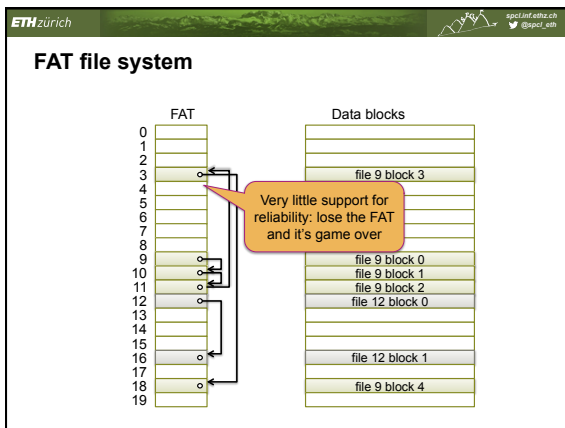 ETH zürich
spcl.inf.ethz.ch
@spcl_eth
FAT file system
FAT
Data blocks
0
1
2
3
file 9 block 3
4
5
6
7
8
Very little support for
reliability: lose the FAT
and it's game over
9
file 9 block 0
10
file 9 block 1
11
file 9 block 2
12
file 12 block 0
13
14
15
16
file 12 block 1
17
18
file 9 block 4
19